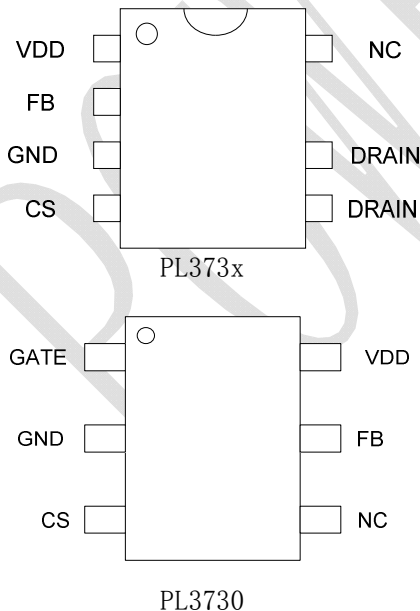 VDD NC
FB
GND DRAIN
CS DRAIN
PL373x
GATE VDD
GND FB
CS NC
PL3730